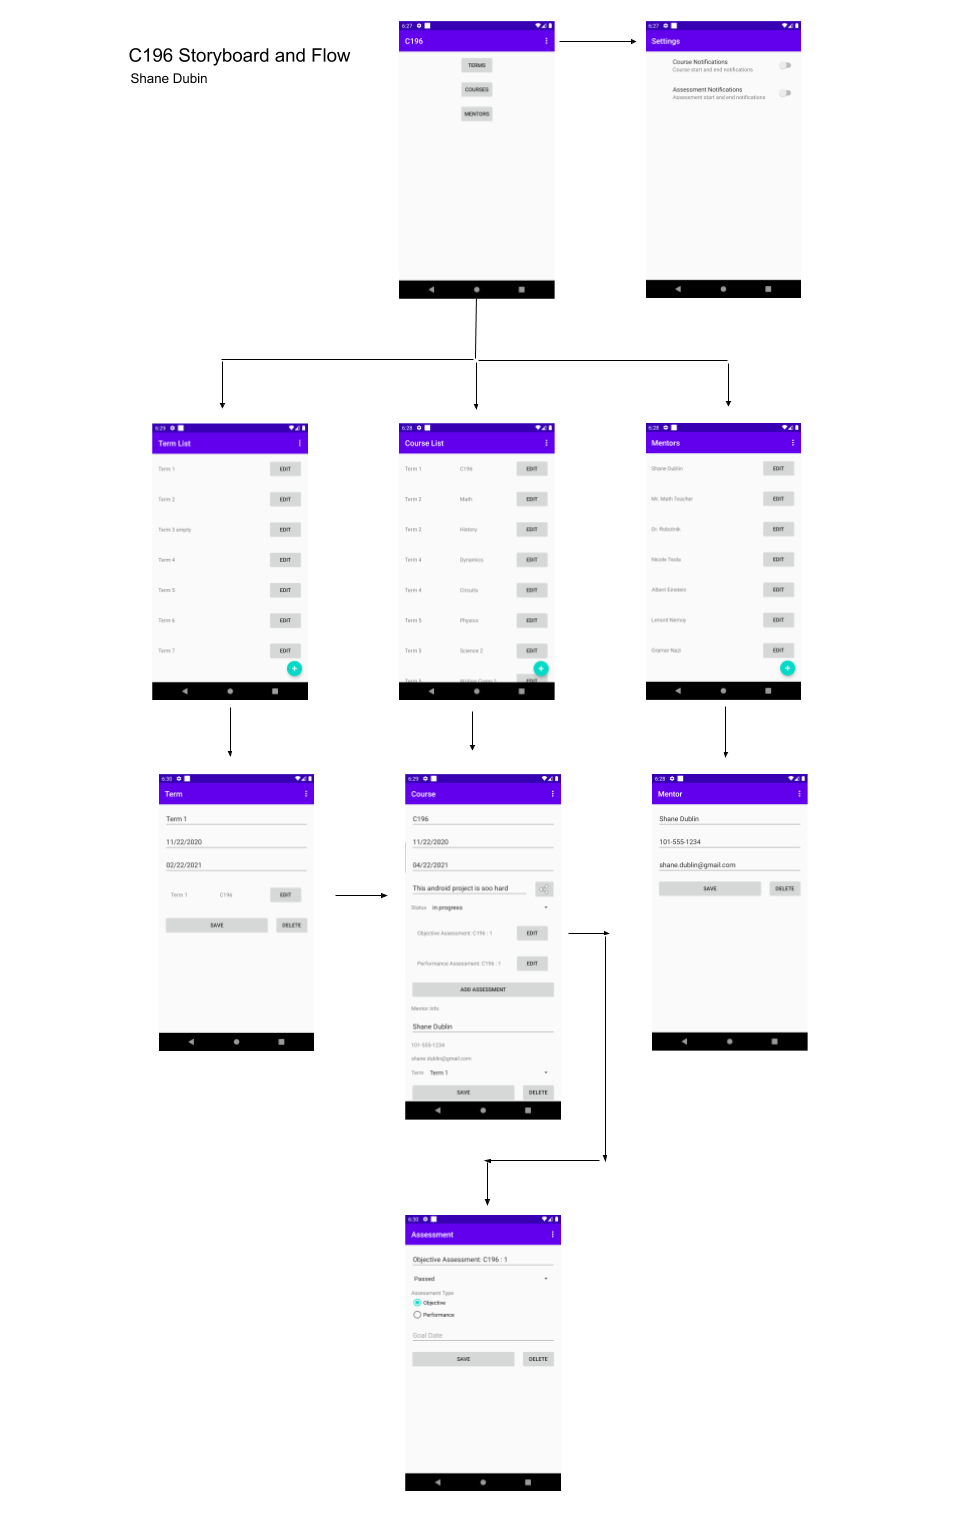 C196 Storyboard and Flow
Shane Dubin
6:27
C196
TERMS
COURSES
MENTORS
6:27
Settings
Course Notifications
Course start and end notifications
Assessment Notifications
Assessment start and end notifications
6:29
Term List
Term 1 EDIT
Term 2 EDIT
Term 3 empty EDIT
Term 4 EDIT
Term 5 EDIT
Term 6 EDIT
Term 7 EDIT
+
6:28
Course List
Term 1 C196 EDIT
Term 2 Math EDIT
Term 2 History EDIT
Term 4 Dynamics EDIT
Term 4 Circuits EDIT
Term 5 Physics EDIT
Term 5 Science 2 EDIT
+
6:28
Mentors
Shane Dublin EDIT
Mr. Math Teacher EDIT
Dr. Robotnik EDIT
Nicole Tesla EDIT
Albert Einstein EDIT
Lenord Nemoy EDIT
Gramar Nazi EDIT
+
6:30
Term
Term 1
11/22/2020
02/22/2021
Term 1 C196 EDIT
SAVE DELETE
6:29
Course
C196
11/22/2020
04/22/2021
This android project is soo hard
Status In progress
Objective Assessment: C196 : 1 EDIT
Performance Assessment: C196 : 1 EDIT
ADD ASSESSMENT
Mentor Info
Shane Dublin
101-555-1234
shane.dublin@gmail.com
Term Term 1
SAVE DELETE
6:28
Mentor
Shane Dublin
101-555-1234
shane.dublin@gmail.com
SAVE DELETE
6:30
Assessment
Objective Assessment: C196 : 1
Passed
Assessment Type
Objective
Performance
Goal Date
SAVE DELETE